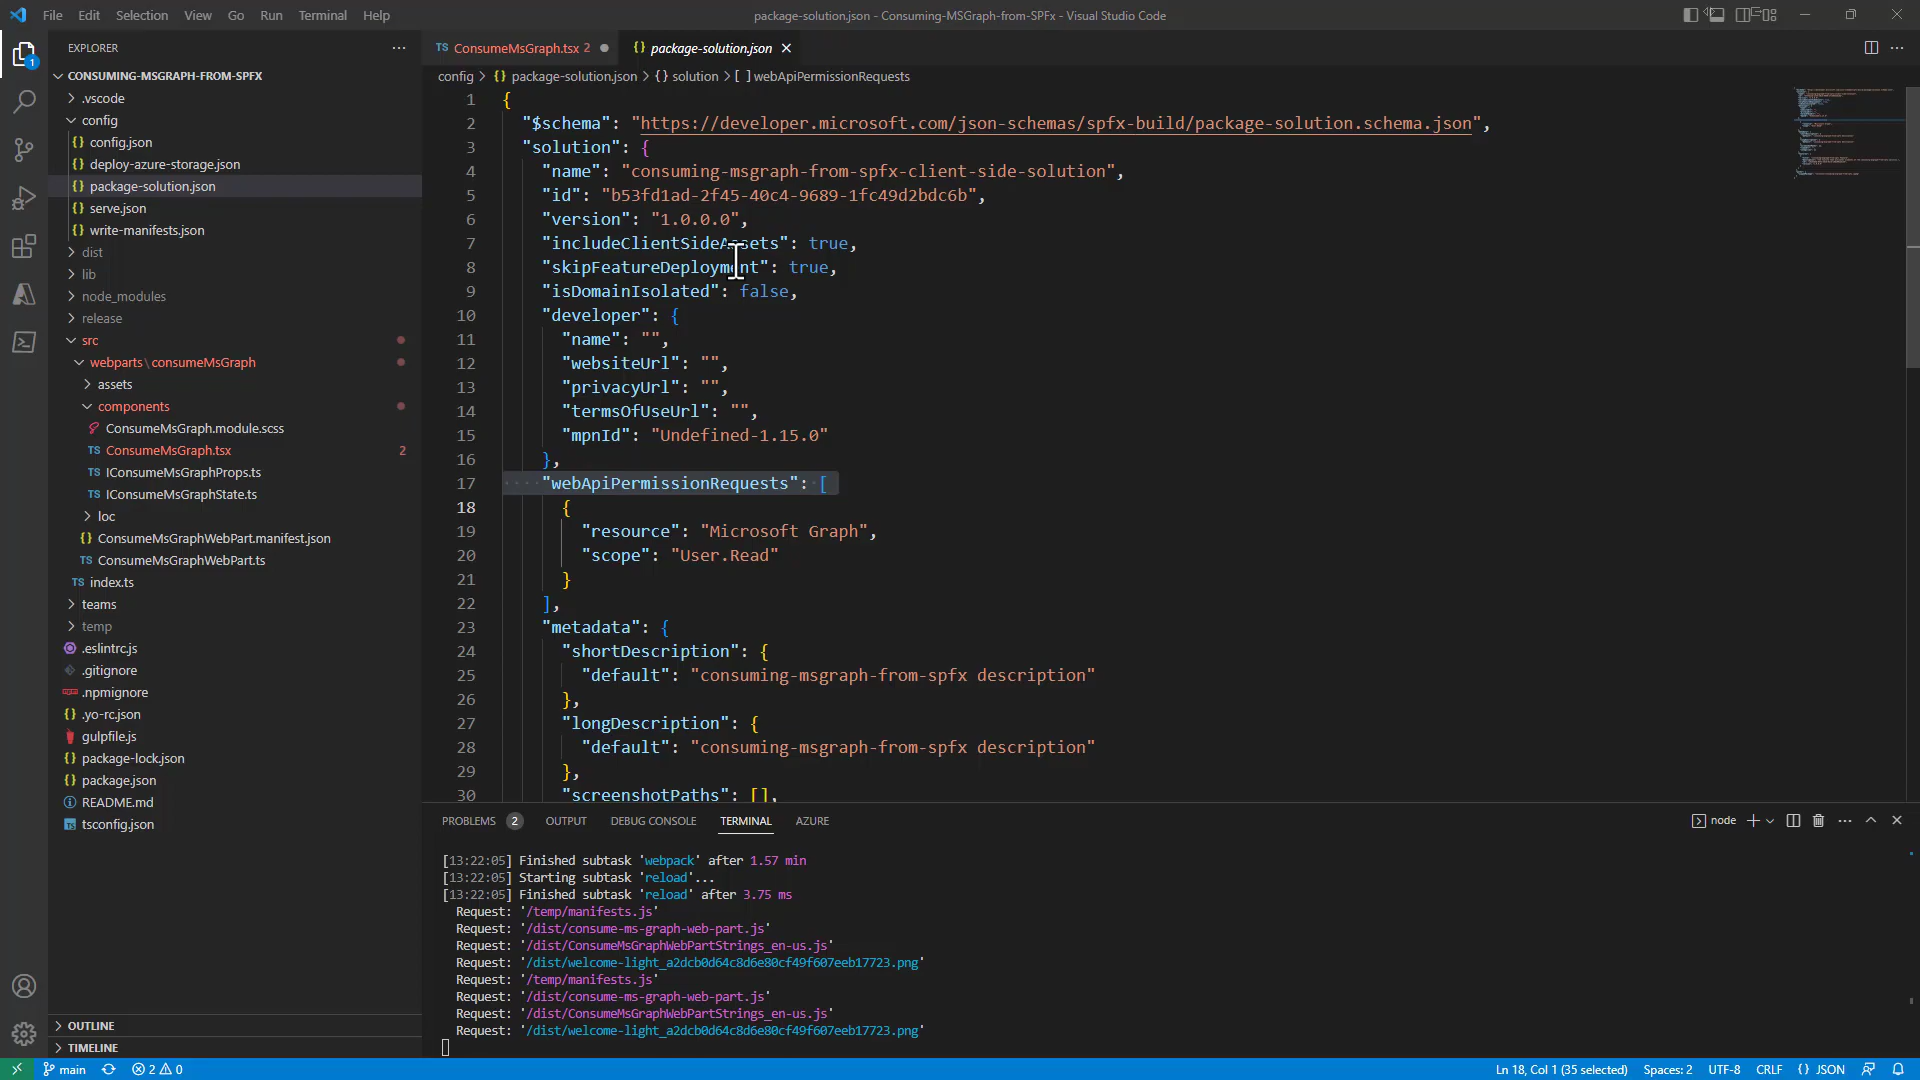 File Edit Selection View Go Run Terminal Help
package-solution.json - Consuming-MSGraph-from-SPFx - Visual Studio Code
EXPLORER
1
CONSUMING-MSGRAPH-FROM-SPFX
.vscode
config
config.json
deploy-azure-storage.json
package-solution.json
serve.json
write-manifests.json
dist
lib
node_modules
release
src
webparts\consumeMsGraph
assets
components
ConsumeMsGraph.module.scss
TS ConsumeMsGraph.tsx 2
TS IConsumeMsGraphProps.ts
TS IConsumeMsGraphState.ts
loc
{} ConsumeMsGraphWebPart.manifest.json
TS ConsumeMsGraphWebPart.ts
TS index.ts
teams
temp
.eslintrc.js
.gitignore
.npmignore
.yo-rc.json
gulpfile.js
package-lock.json
package.json
README.md
tsconfig.json
OUTLINE
TIMELINE
TS ConsumeMsGraph.tsx 2
{} package-solution.json
config > {} package-solution.json > {} solution > [ ] webApiPermissionRequests
1 {
2 "$schema": "https://developer.microsoft.com/json-schemas/spfx-build/package-solution.schema.json",
3 "solution": {
4 "name": "consuming-msgraph-from-spfx-client-side-solution",
5 "id": "b53fd1ad-2f45-40c4-9689-1fc49d2bdc6b",
6 "version": "1.0.0.0",
7 "includeClientSideAssets": true,
8 "skipFeatureDeployment": true,
9 "isDomainIsolated": false,
10 "developer": {
11 "name": "",
12 "websiteUrl": "",
13 "privacyUrl": "",
14 "termsOfUseUrl": "",
15 "mpnId": "Undefined-1.15.0"
16 },
17 "webApiPermissionRequests": [
18 {
19 "resource": "Microsoft Graph",
20 "scope": "User.Read"
21 }
22 ],
23 "metadata": {
24 "shortDescription": {
25 "default": "consuming-msgraph-from-spfx description"
26 },
27 "longDescription": {
28 "default": "consuming-msgraph-from-spfx description"
29 },
30 "screenshotPaths": [],
PROBLEMS 2 OUTPUT DEBUG CONSOLE TERMINAL AZURE
node
[13:22:05] Finished subtask 'webpack' after 1.57 min
[13:22:05] Starting subtask 'reload'...
[13:22:05] Finished subtask 'reload' after 3.75 ms
Request: '/temp/manifests.js'
Request: '/dist/consume-ms-graph-web-part.js'
Request: '/dist/ConsumeMsGraphWebPartStrings_en-us.js'
Request: '/dist/welcome-light_a2dcb0d64c8d6e80cf49f607eeb17723.png'
Request: '/temp/manifests.js'
Request: '/dist/consume-ms-graph-web-part.js'
Request: '/dist/ConsumeMsGraphWebPartStrings_en-us.js'
Request: '/dist/welcome-light_a2dcb0d64c8d6e80cf49f607eeb17723.png'
main 2 0
Ln 18, Col 1 (35 selected) Spaces: 2 UTF-8 CRLF {} JSON